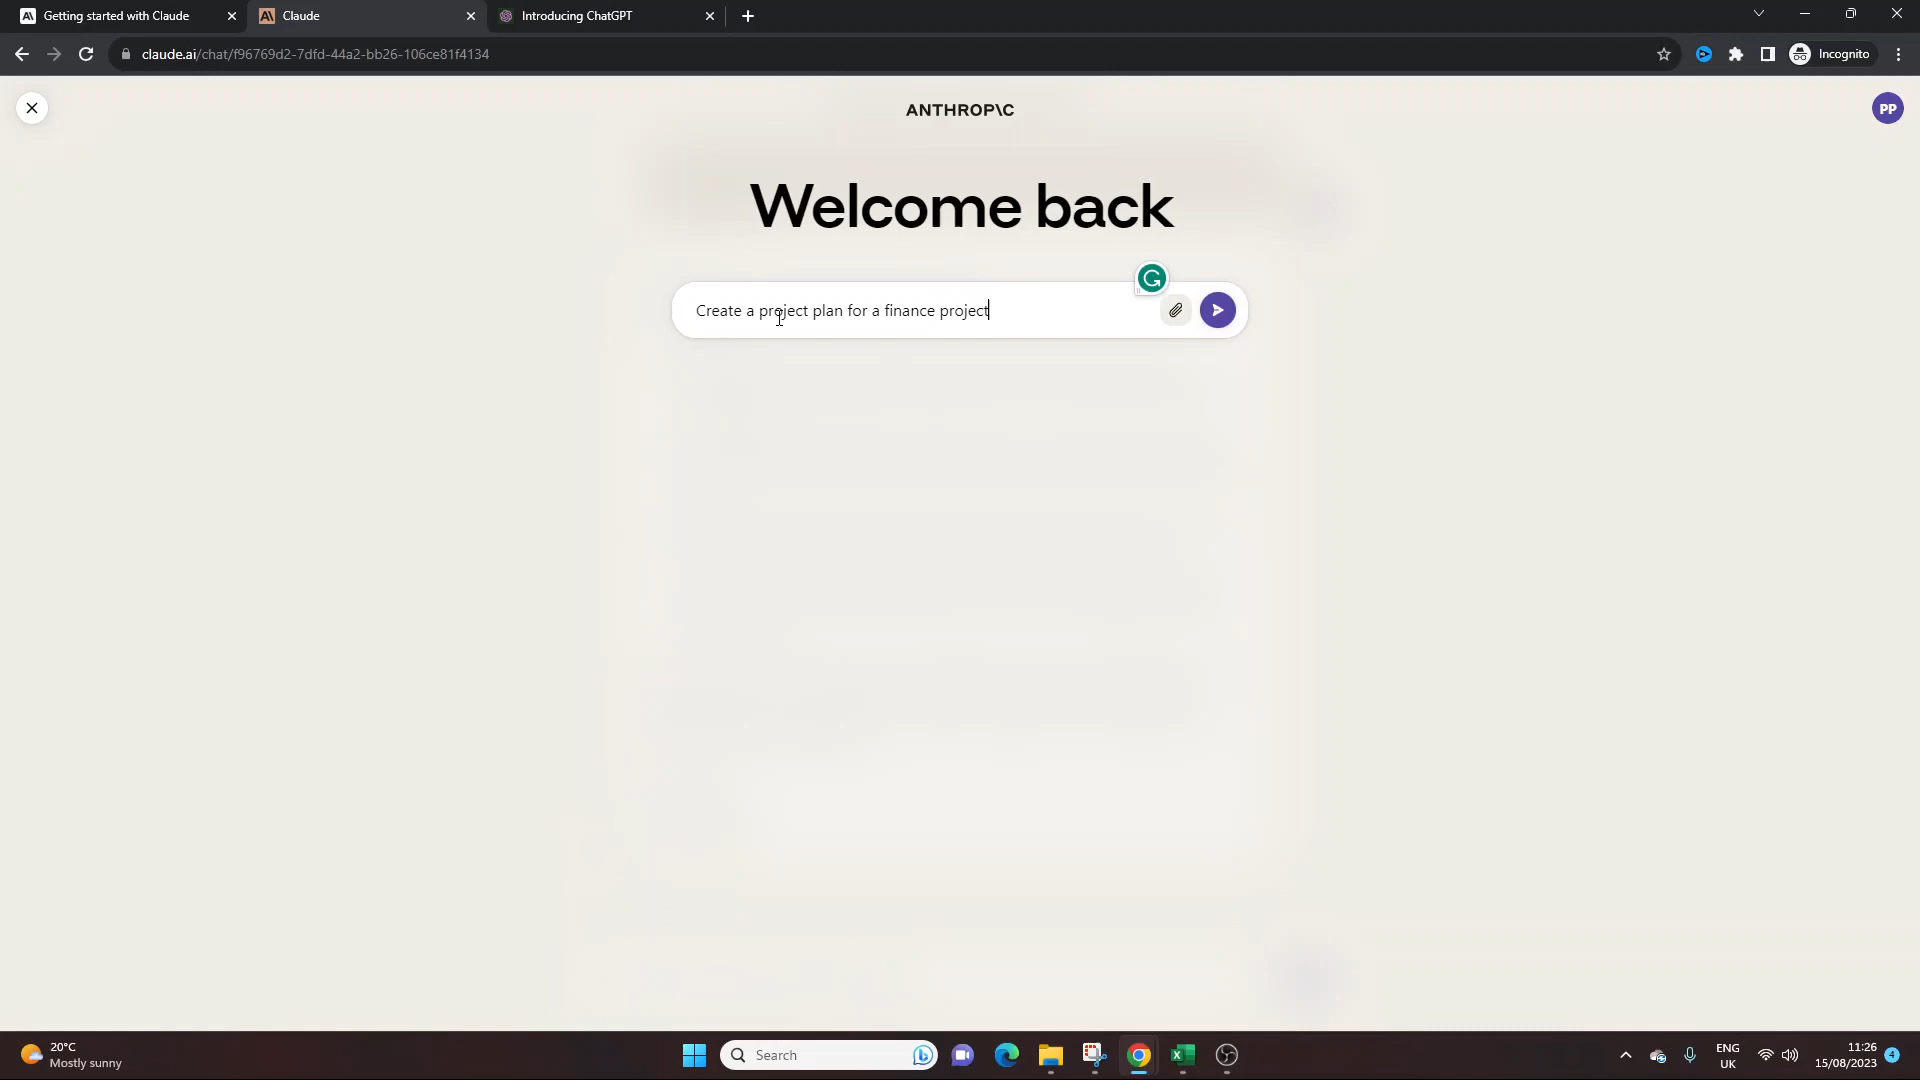 Getting started with Claude
Claude
Introducing ChatGPT
claude.ai/chat/f96769d2-7dfd-44a2-bb26-106ce81f4134
Incognito
ANTHROP\C
PP
Welcome back
Create a project plan for a finance project
20°C
Mostly sunny
Search
ENG
UK
11:26
15/08/2023
4